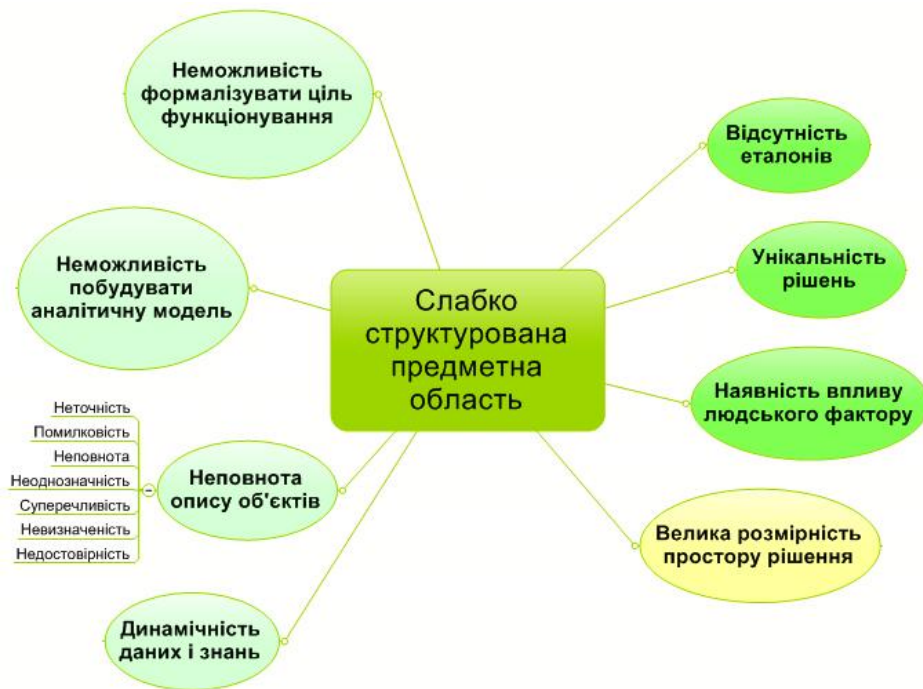 Неможливість
формалізувати ціль
функціонування
Відсутність
еталонів
Неможливість
побудувати
аналітичну модель
Унікальність
рішень
Слабко
структурована
предметна
область
Наявність впливу
людського фактору
Неточність
Помилковість
Неповнота
Неоднозначність
Суперечливість
Невизначеність
Недостовірність
Неповнота
опису об'єктів
Велика розмірність
простору рішення
Динамічність
даних і знань